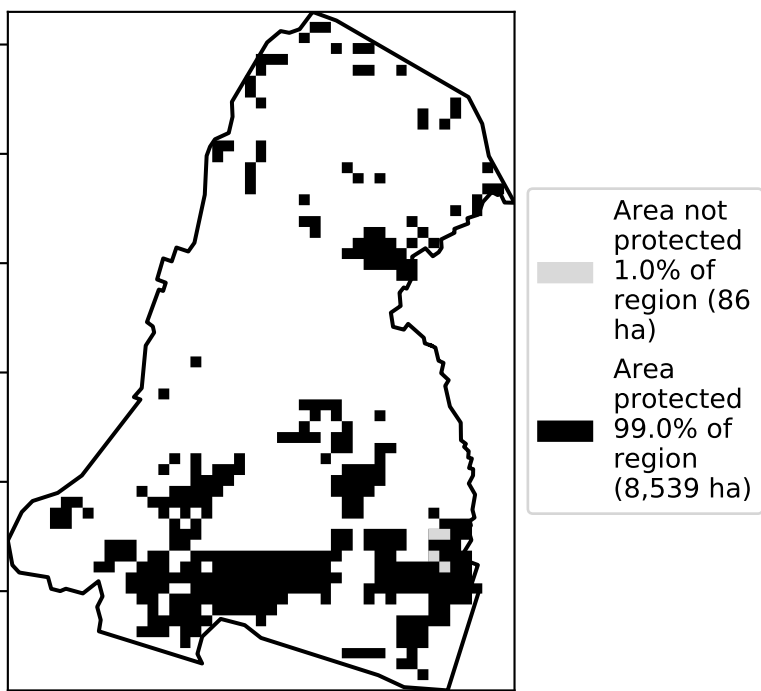 Area not
protected
1.0% of
region (86
ha)
Area
protected
99.0% of
region
(8,539 ha)